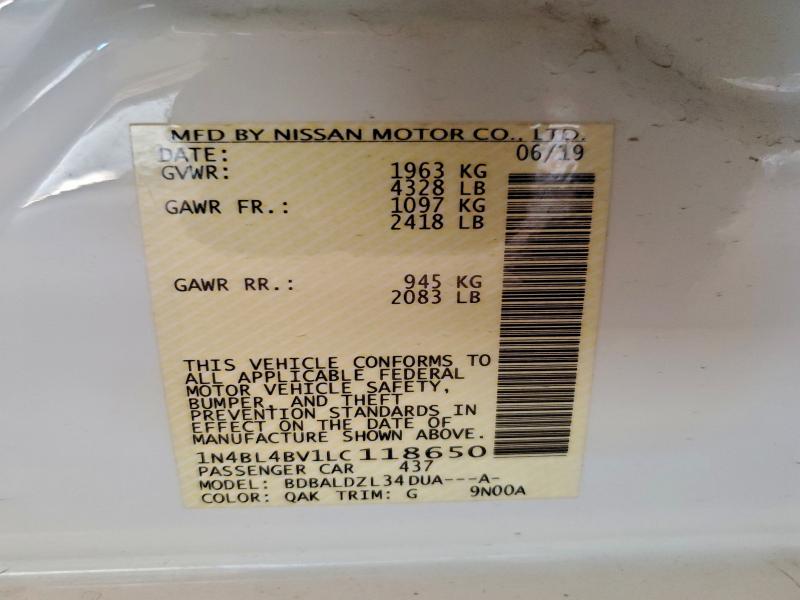 MFD BY NISSAN MOTOR CO., LTD.
DATE: 06/19
GVWR: 1963 KG
4328 LB
GAWR FR.: 1097 KG
2418 LB
GAWR RR.: 945 KG
2083 LB
THIS VEHICLE CONFORMS TO
ALL APPLICABLE FEDERAL
MOTOR VEHICLE SAFETY,
BUMPER, AND THEFT
PREVENTION STANDARDS IN
EFFECT ON THE DATE OF
MANUFACTURE SHOWN ABOVE.
1N4BL4BV1LC118650
PASSENGER CAR 437
MODEL: BDBALDZL34DUA---A-
COLOR: QAK TRIM: G 9N00A